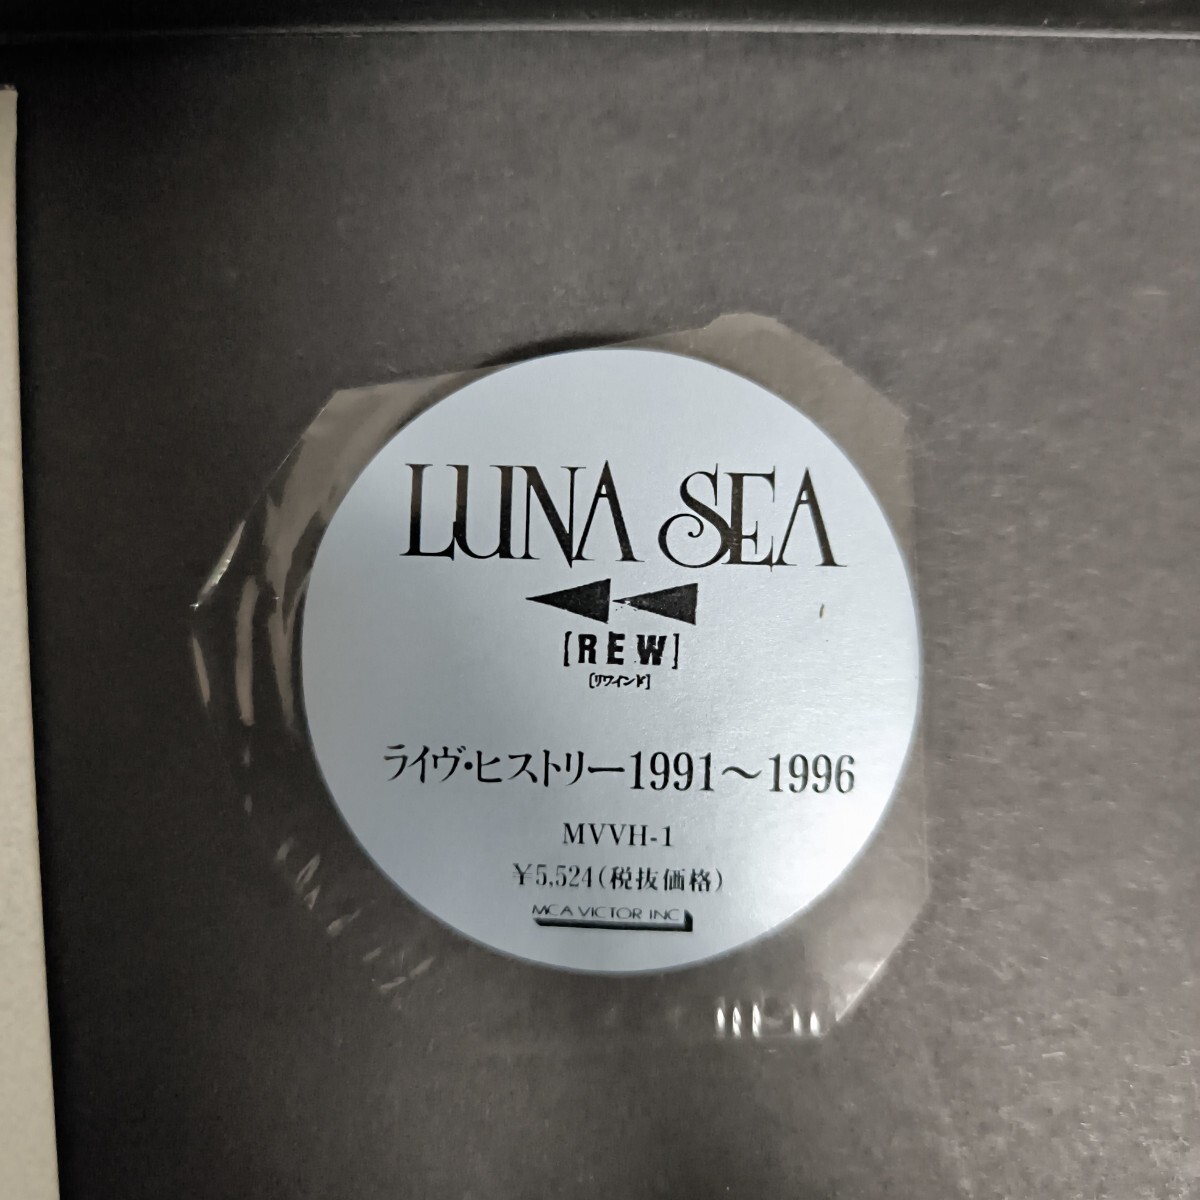 LUNA SEA
[REW]
[リワインド]
ライヴ・ヒストリー1991〜1996
MVVH-1
¥5,524(税抜価格)
MCA VICTOR INC